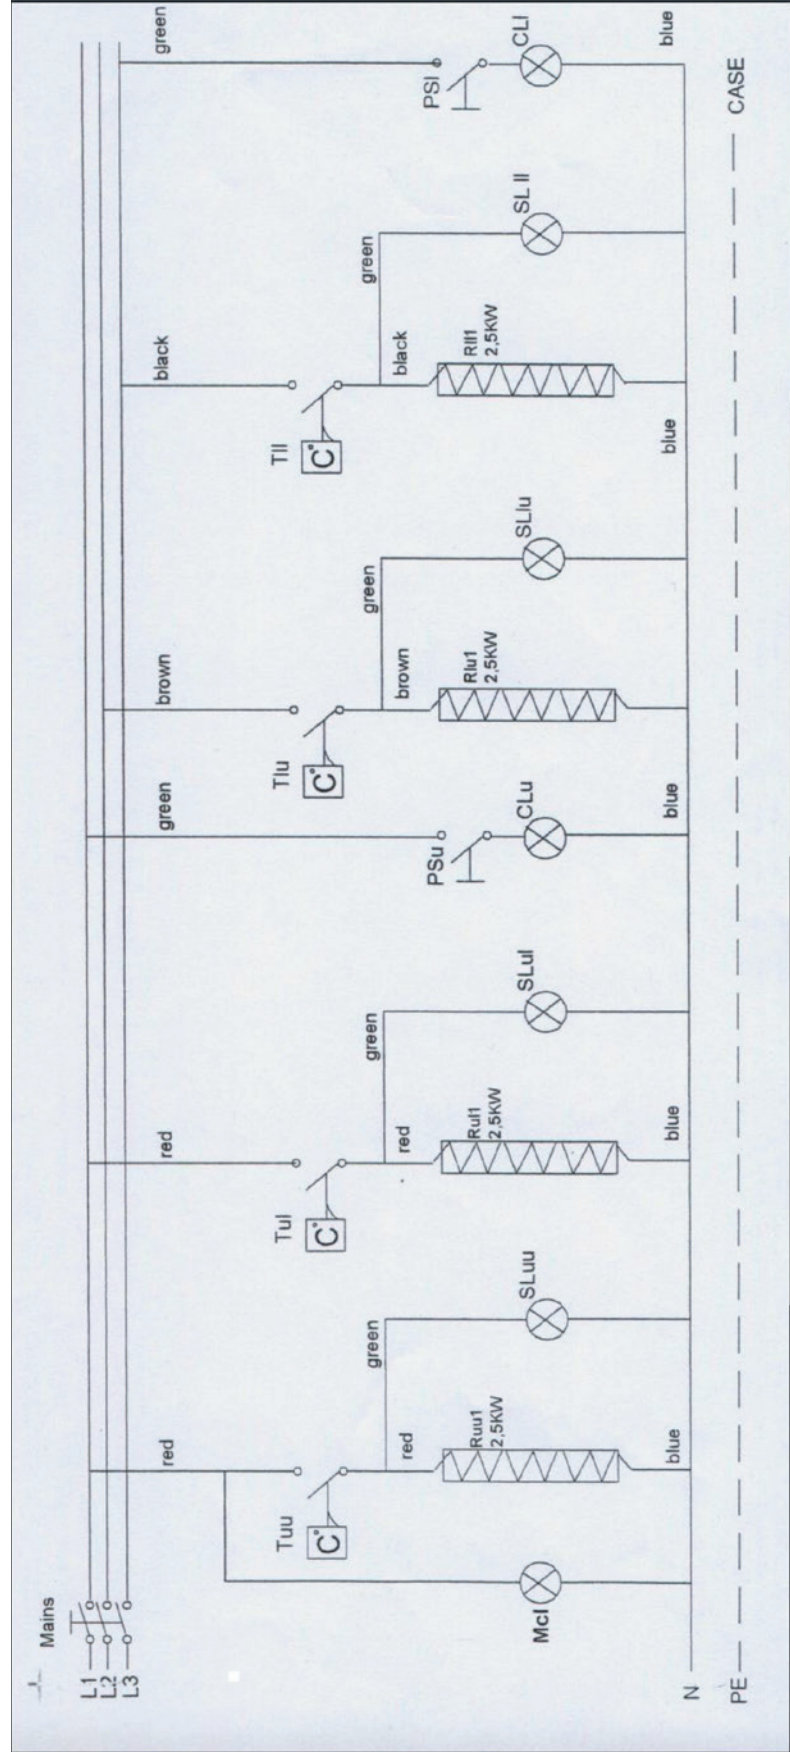 Mains
L1
L2
L3
N
PE
McI
red
Tuu
C°
red
green
Ruu1
2,5KW
SLuu
blue
red
Tul
C°
red
green
Rul1
2,5KW
SLul
blue
green
PSu
CLu
blue
brown
Tlu
C°
brown
green
Rlu1
2,5KW
SLlu
black
Tll
C°
black
green
Rll1
2,5KW
SL ll
blue
green
PSl
CLl
blue
CASE